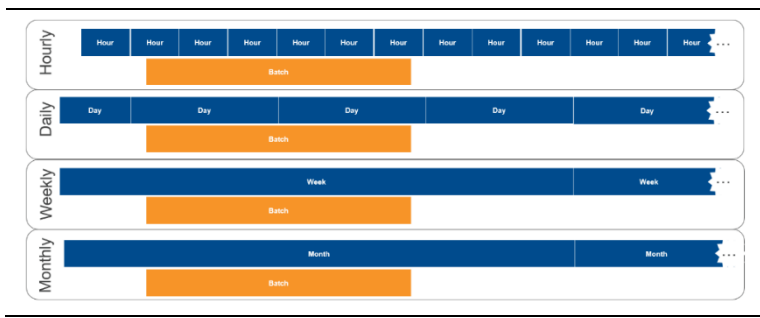 Hourly
Hour Hour Hour Hour Hour Hour Hour Hour Hour Hour Hour Hour Hour ...
Batch
Daily
Day Day Day Day Day ...
Batch
Weekly
Week Week ...
Batch
Monthly
Month Month ...
Batch